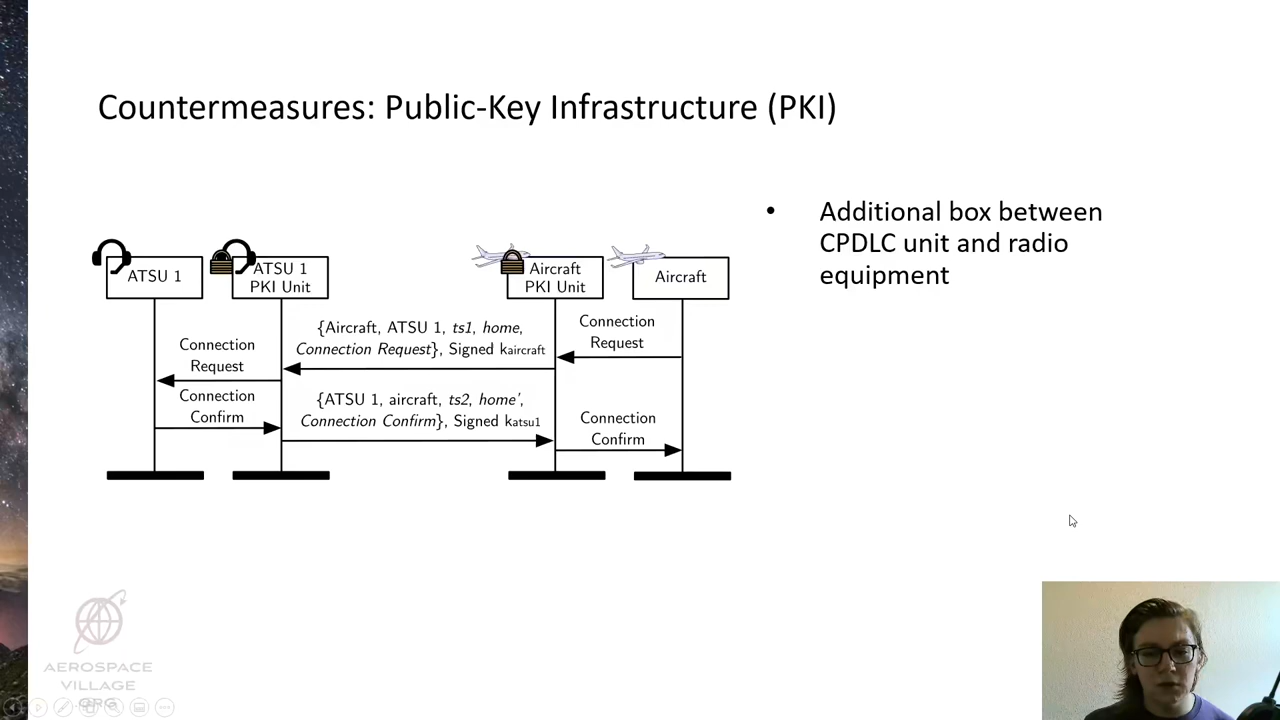 Countermeasures: Public-Key Infrastructure (PKI)
• Additional box between
CPDLC unit and radio
equipment
ATSU 1
ATSU 1
PKI Unit
Aircraft
PKI Unit
Aircraft
Connection
Request
{Aircraft, ATSU 1, ts1, home,
Connection Request}, Signed kaircraft
Connection
Request
Connection
Confirm
{ATSU 1, aircraft, ts2, home',
Connection Confirm}, Signed katsu1
Connection
Confirm
AEROSPACE
VILLAGE
ORG